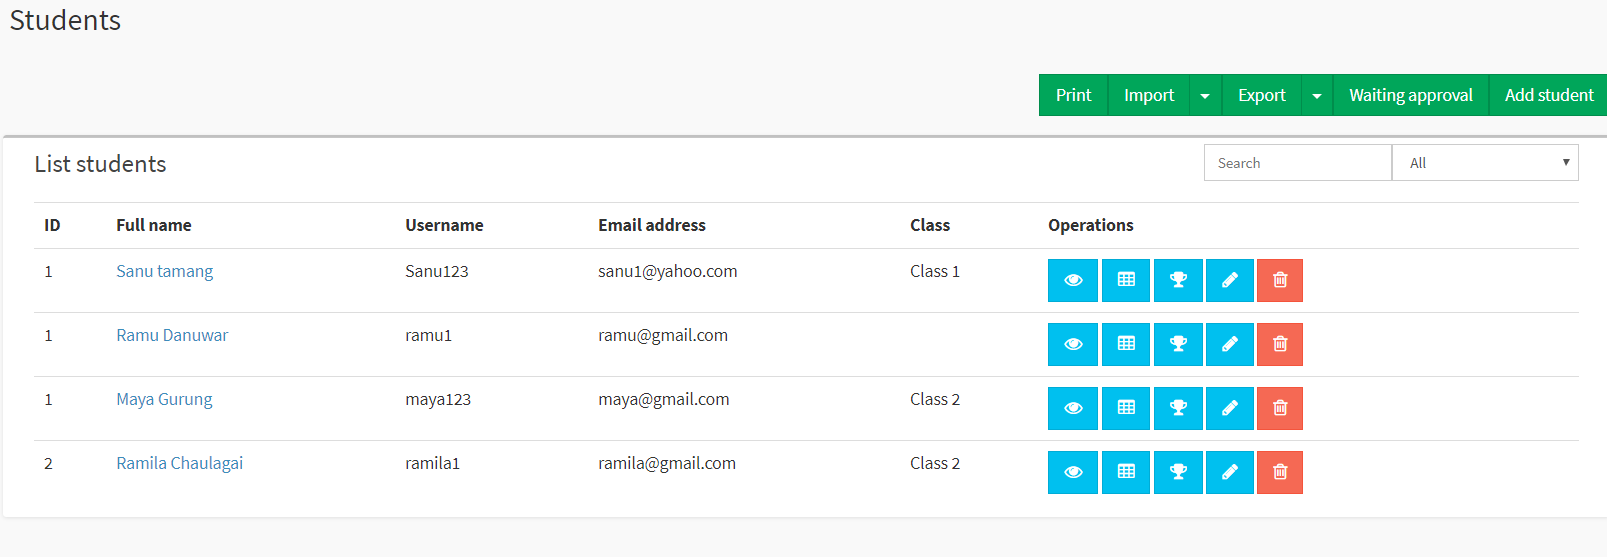 Students
Print Import Export Waiting approval Add student
List students Search All
ID Full name Username Email address Class Operations
1 Sanu tamang Sanu123 sanu1@yahoo.com Class 1
1 Ramu Danuwar ramu1 ramu@gmail.com
1 Maya Gurung maya123 maya@gmail.com Class 2
2 Ramila Chaulagai ramila1 ramila@gmail.com Class 2